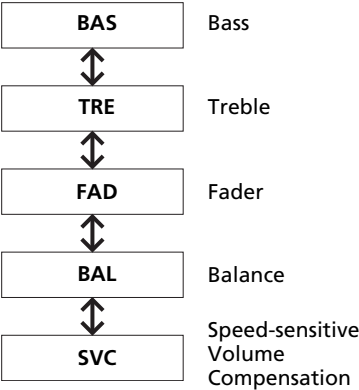 BAS Bass
TRE Treble
FAD Fader
BAL Balance
SVC Speed-sensitive
Volume
Compensation